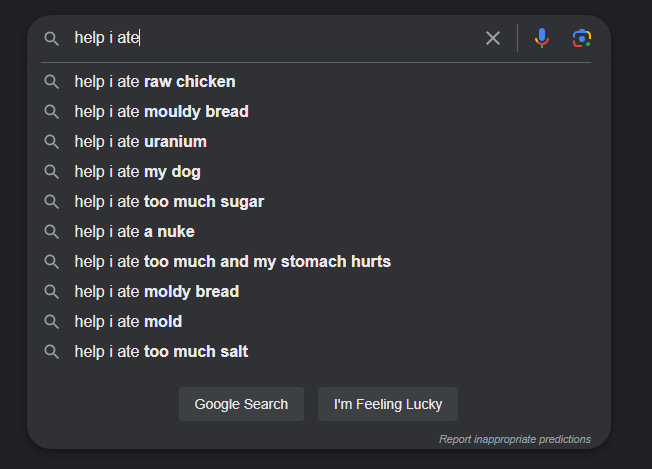 help i ate
help i ate raw chicken
help i ate mouldy bread
help i ate uranium
help i ate my dog
help i ate too much sugar
help i ate a nuke
help i ate too much and my stomach hurts
help i ate moldy bread
help i ate mold
help i ate too much salt
Google Search I'm Feeling Lucky
Report inappropriate predictions